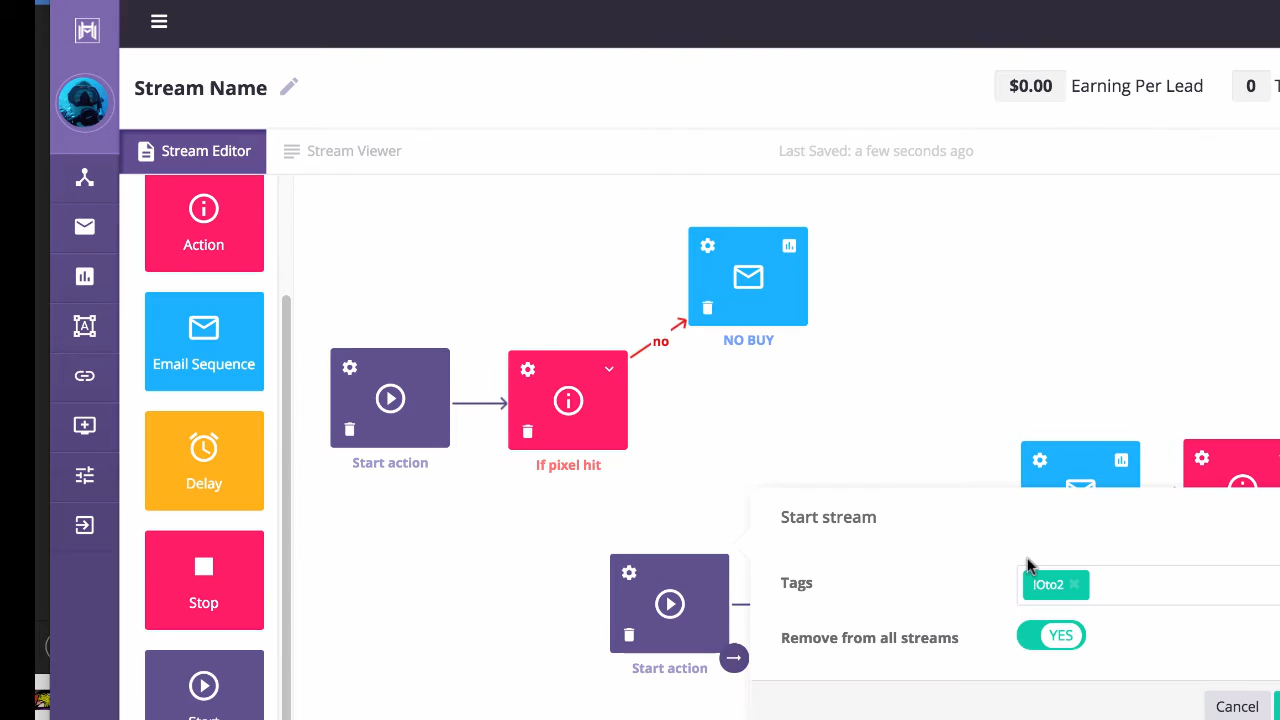 Stream Name
$0.00 Earning Per Lead
0
Stream Editor
Stream Viewer
Last Saved: a few seconds ago
Action
Email Sequence
Delay
Stop
NO BUY
no
Start action
If pixel hit
Start action
Start stream
Tags
!Oto2
Remove from all streams
YES
Cancel